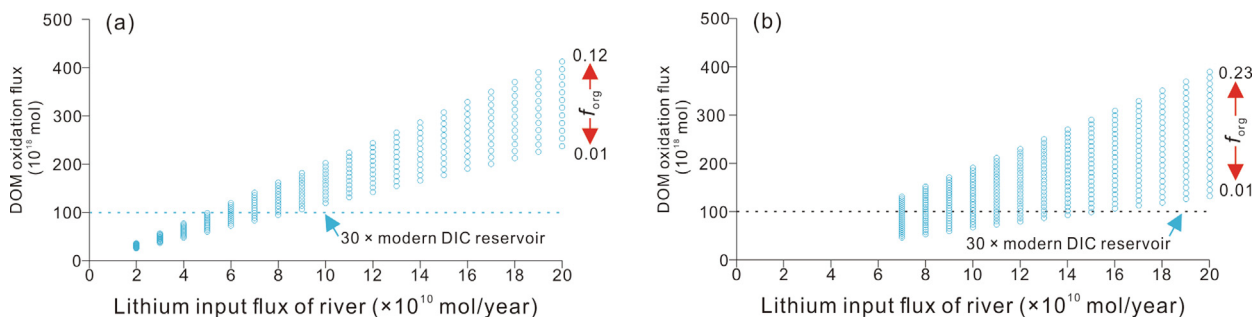 (a)
500
400
300
200
100
0
DOM oxidation flux
(10¹⁸ mol)
0.12
f_org
0.01
30 × modern DIC reservoir
0 2 4 6 8 10 12 14 16 18 20
Lithium input flux of river (×10¹⁰ mol/year)
(b)
500
400
300
200
100
0
DOM oxidation flux
(10¹⁸ mol)
0.23
f_org
0.01
30 × modern DIC reservoir
0 2 4 6 8 10 12 14 16 18 20
Lithium input flux of river (×10¹⁰ mol/year)